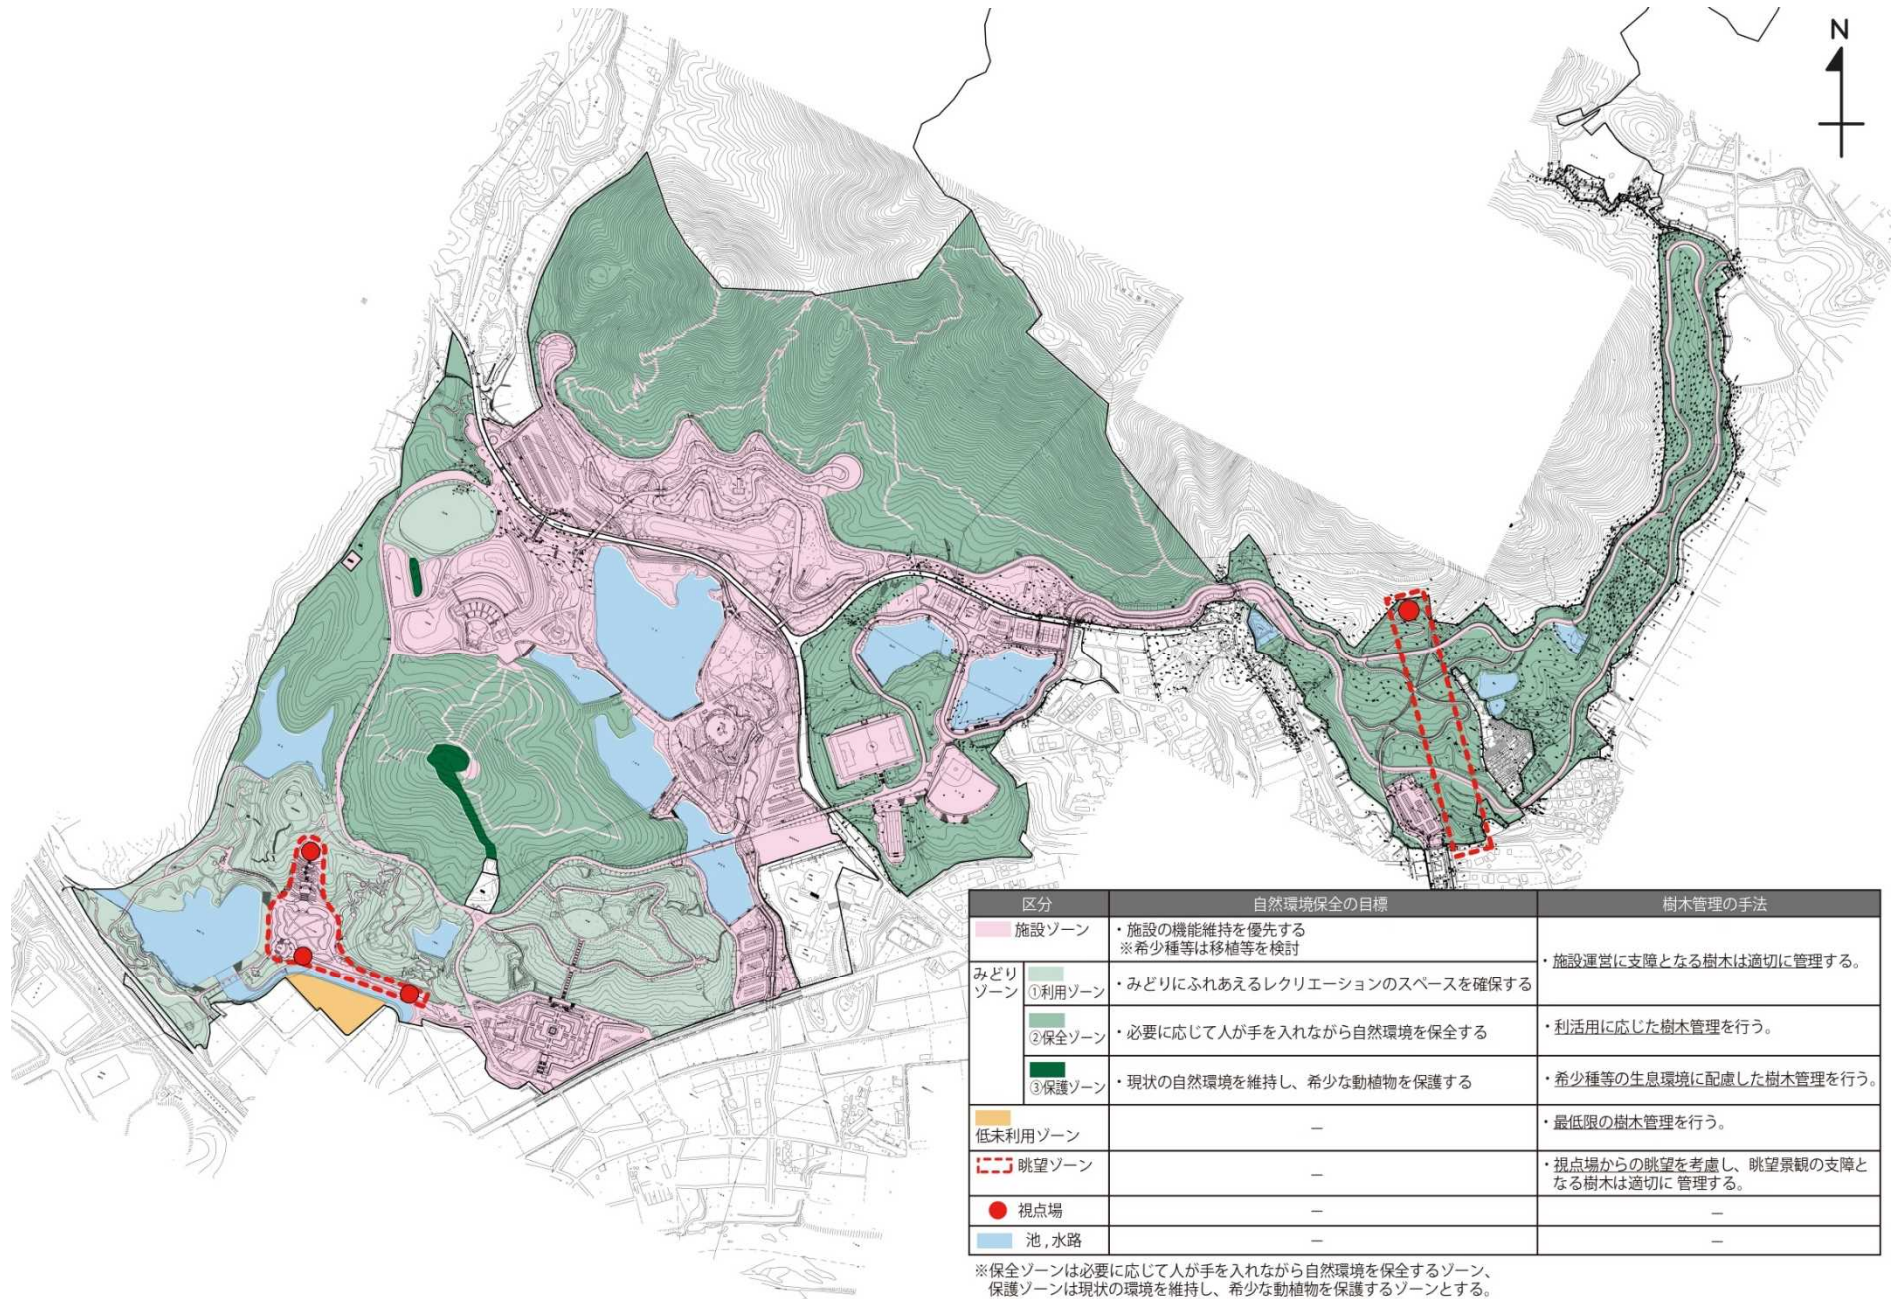 N
区分
自然環境保全の目標
樹木管理の手法
施設ゾーン
・施設の機能維持を優先する
※希少種等は移植等を検討
・施設運営に支障となる樹木は適切に管理する。
みどり
ゾーン
①利用ゾーン
・みどりにふれあえるレクリエーションのスペースを確保する
②保全ゾーン
・必要に応じて人が手を入れながら自然環境を保全する
・利活用に応じた樹木管理を行う。
③保護ゾーン
・現状の自然環境を維持し、希少な動植物を保護する
・希少種等の生息環境に配慮した樹木管理を行う。
低未利用ゾーン
－
・最低限の樹木管理を行う。
眺望ゾーン
－
・視点場からの眺望を考慮し、眺望景観の支障と
なる樹木は適切に 管理する。
視点場
－
－
池 , 水路
－
－
※保全ゾーンは必要に応じて人が手を入れながら自然環境を保全するゾーン、
保護ゾーンは現状の環境を維持し、希少な動植物を保護するゾーンとする。